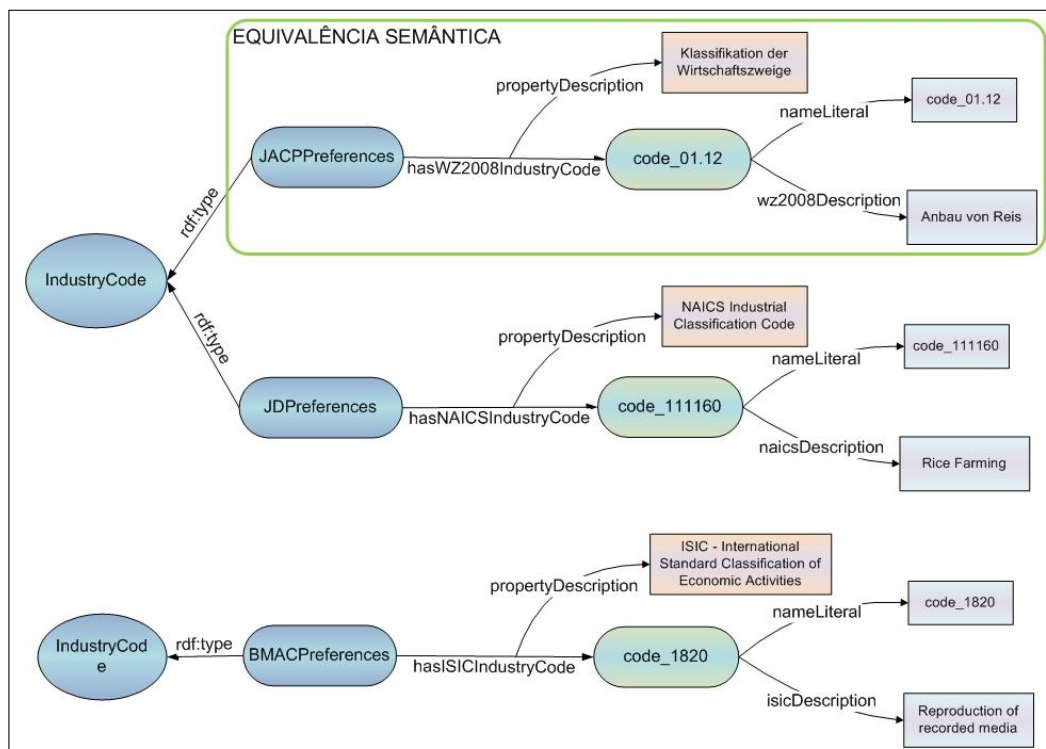 EQUIVALÊNCIA SEMÂNTICA
Klassifikation der
Wirtschaftszweige
propertyDescription
nameLiteral
code_01.12
JACPPreferences
hasWZ2008IndustryCode
code_01.12
wz2008Description
Anbau von Reis
rdf:type
IndustryCode
rdf:type
NAICS Industrial
Classification Code
propertyDescription
nameLiteral
code_111160
JDPreferences
hasNAICSIndustryCode
code_111160
naicsDescription
Rice Farming
ISIC - International
Standard Classification of
Economic Activities
propertyDescription
nameLiteral
code_1820
IndustryCod
e
rdf:type
BMACPreferences
hasISICIndustryCode
code_1820
isicDescription
Reproduction of
recorded media